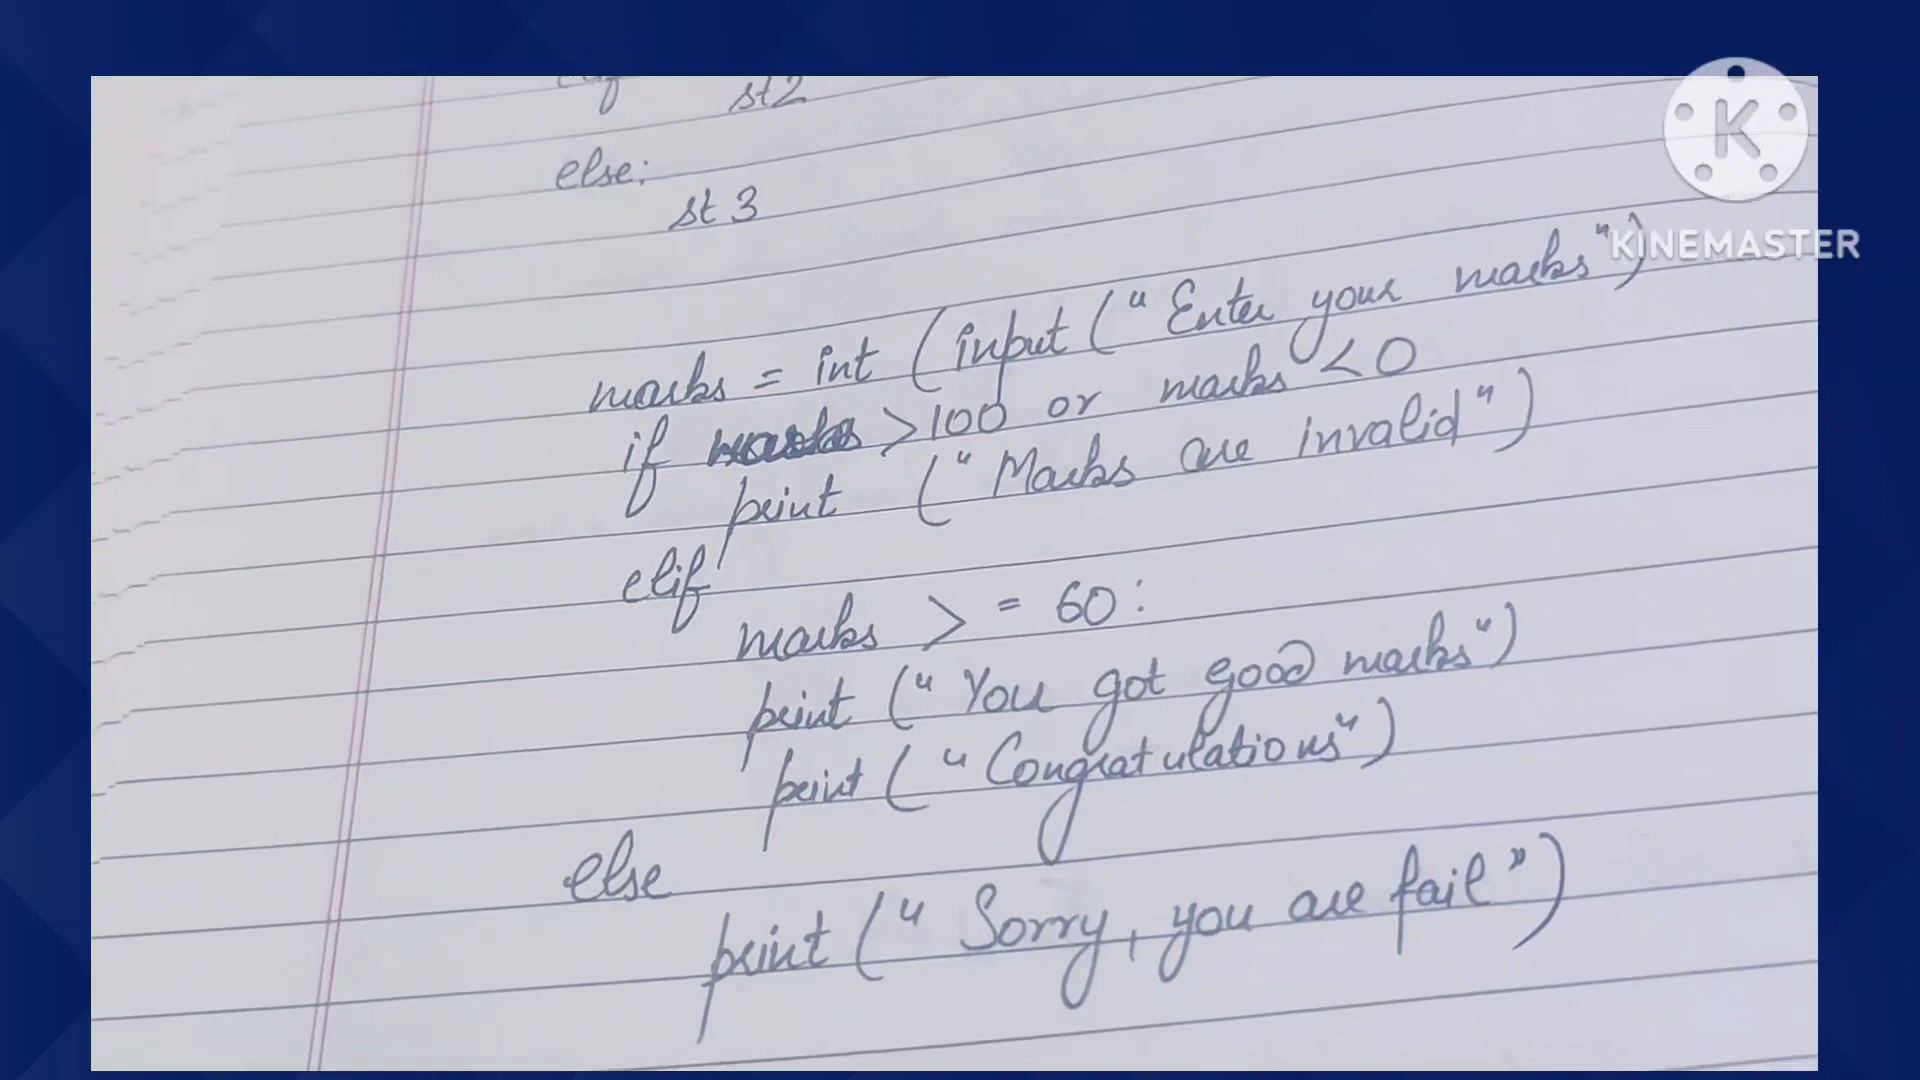 elif
st2
else:
st 3
KINEMASTER
marks = int (input (" Enter your marks")
if marks >100 or marks <0
print (" Marks are invalid")
elif
marks > = 60:
print (" You got good marks")
print (" Congratulations")
else
print (" Sorry, you are fail")